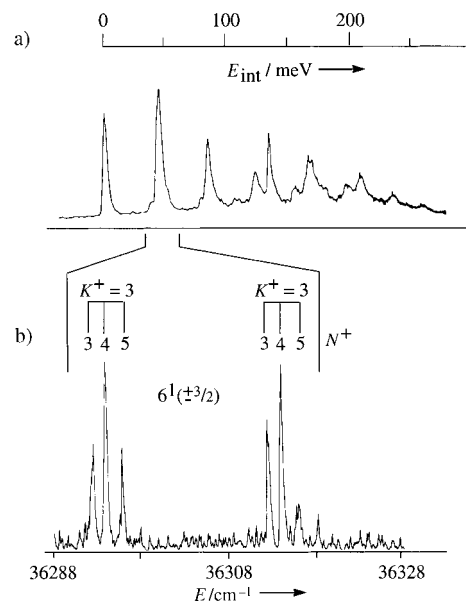 a)
0 100 200
E_int / meV
K⁺ = 3 K⁺ = 3
b) 3 4 5 3 4 5 N⁺
6¹(±3/2)
36288 36308 36328
E/cm⁻¹